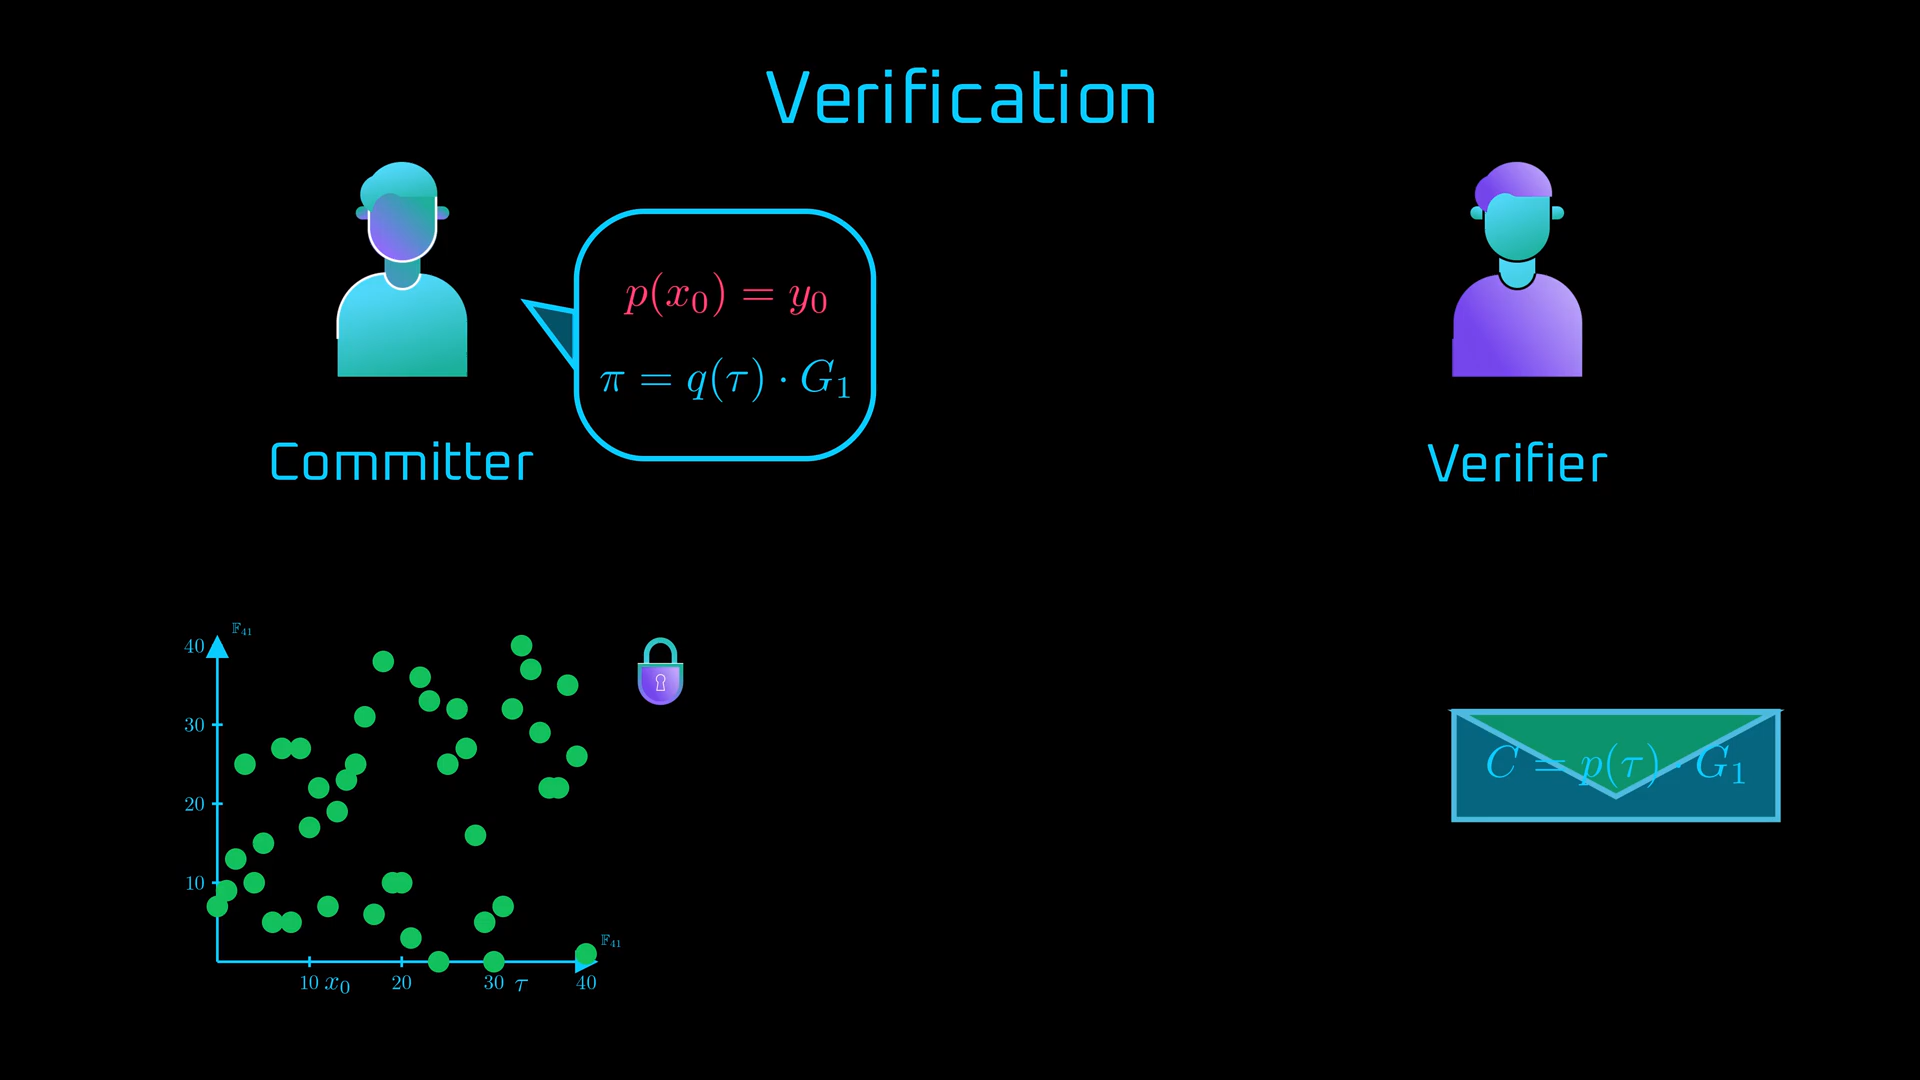 Verification
p(x₀) = y₀
π = q(τ) · G₁
Committer
Verifier
𝔽₄₁
40
30
20
10
C = p(τ) · G₁
𝔽₄₁
10 x₀ 20 30 τ 40